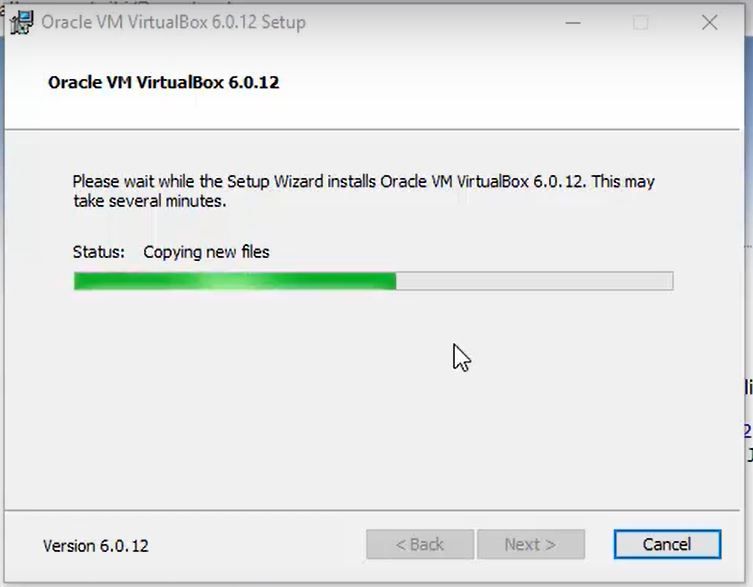 Oracle VM VirtualBox 6.0.12 Setup
Oracle VM VirtualBox 6.0.12
Please wait while the Setup Wizard installs Oracle VM VirtualBox 6.0.12. This may
take several minutes.
Status: Copying new files
Version 6.0.12
< Back
Next >
Cancel